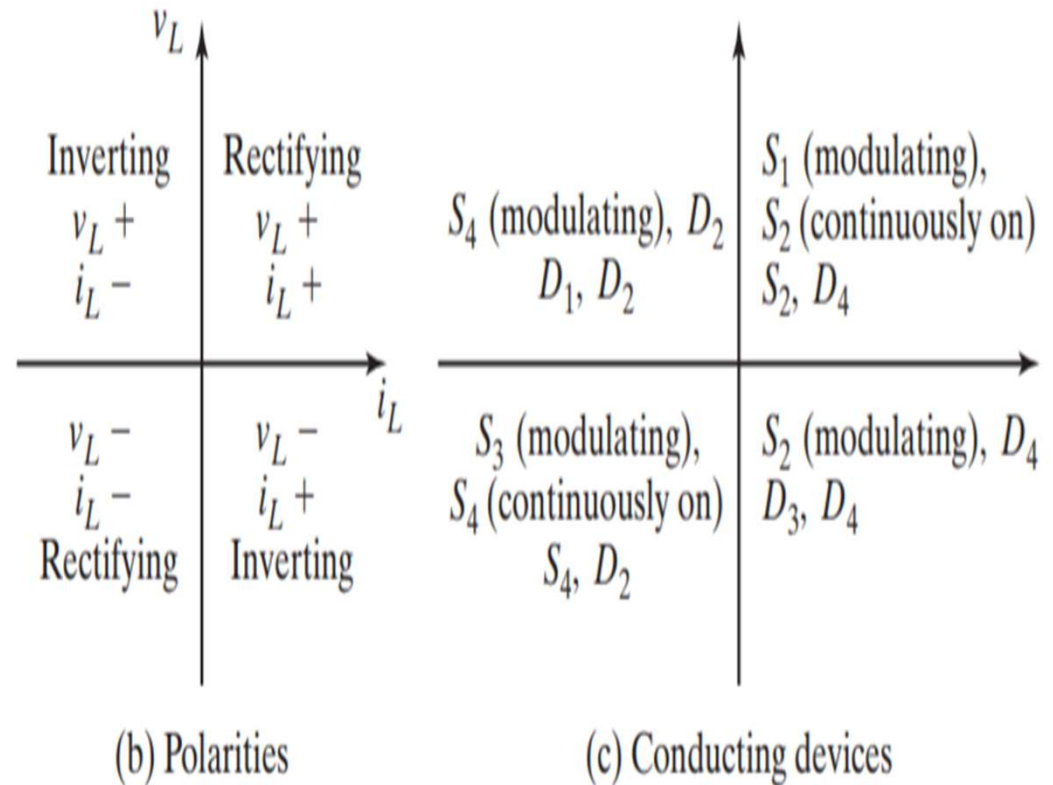 v_L
Inverting
v_L +
i_L −
Rectifying
v_L +
i_L +
i_L
v_L −
i_L −
Rectifying
v_L −
i_L +
Inverting
(b) Polarities
S_4 (modulating), D_2
D_1, D_2
S_1 (modulating),
S_2 (continuously on)
S_2, D_4
S_3 (modulating),
S_4 (continuously on)
S_4, D_2
S_2 (modulating), D_4
D_3, D_4
(c) Conducting devices